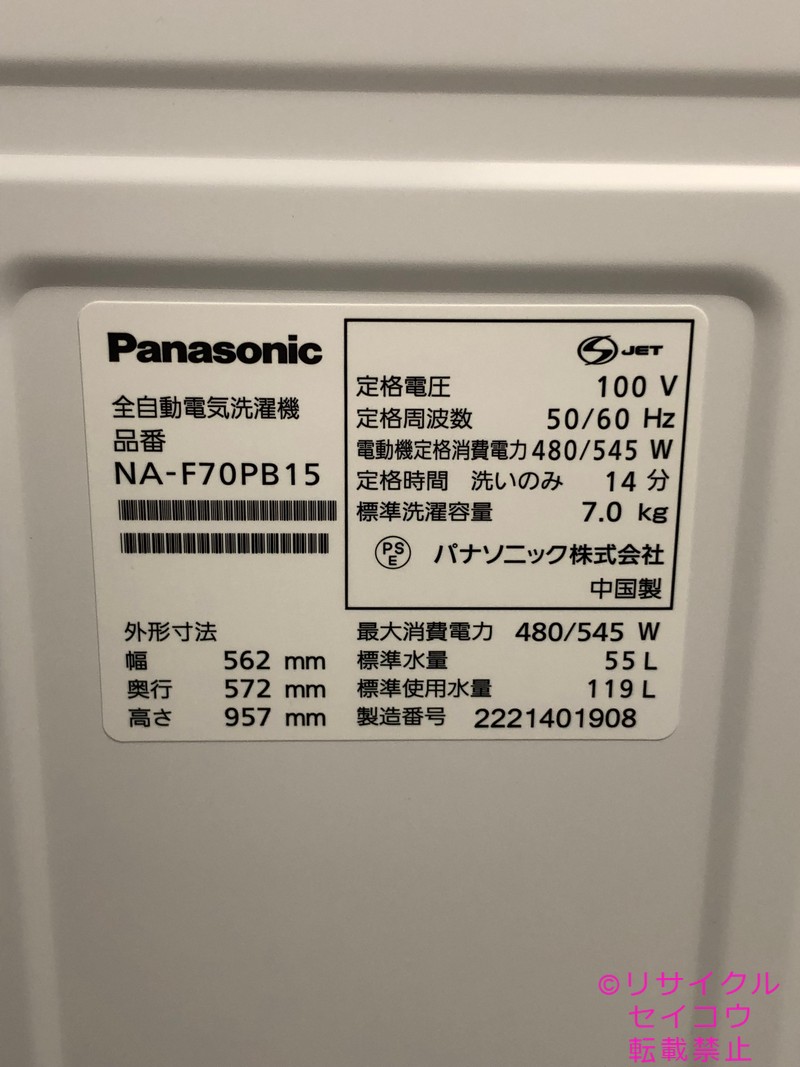 Panasonic
全自動電気洗濯機
品番
NA-F70PB15
外形寸法
幅 562 mm
奥行 572 mm
高さ 957 mm
S JET
定格電圧 100 V
定格周波数 50/60 Hz
電動機定格消費電力 480/545 W
定格時間 洗いのみ 14 分
標準洗濯容量 7.0 kg
PS E パナソニック株式会社
中国製
最大消費電力 480/545 W
標準水量 55 L
標準使用水量 119 L
製造番号 2221401908
©リサイクル
セイコウ
転載禁止